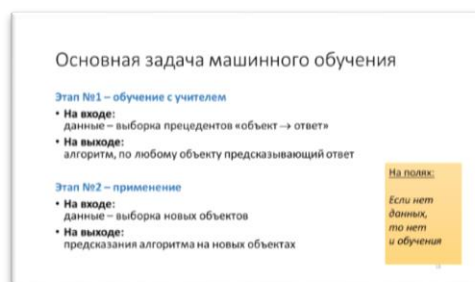 Основная задача машинного обучения
Этап №1 – обучение с учителем
• На входе:
данные – выборка прецедентов «объект → ответ»
• На выходе:
алгоритм, по любому объекту предсказывающий ответ
Этап №2 – применение
• На входе:
данные – выборка новых объектов
• На выходе:
предсказания алгоритма на новых объектах
На полях:
Если нет
данных,
то нет
и обучения